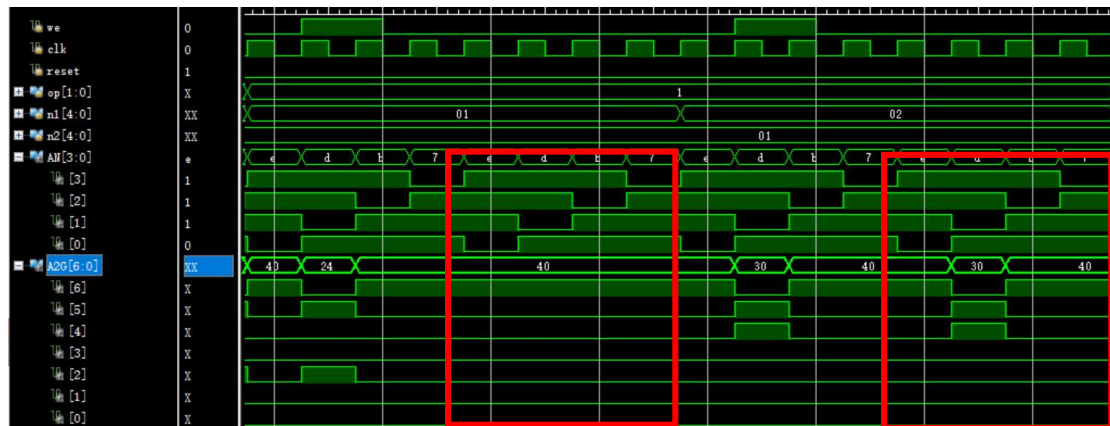 we 0
clk 0
reset 1
op[1:0] X 1
n1[4:0] XX 01 02
n2[4:0] XX 01
AN[3:0] e e d b 7 e d b 7 e d b 7 e d b
[3] 1
[2] 1
[1] 1
[0] 0
A2G[6:0] XX 40 24 40 30 40 30 40
[6] X
[5] X
[4] X
[3] X
[2] X
[1] X
[0] X